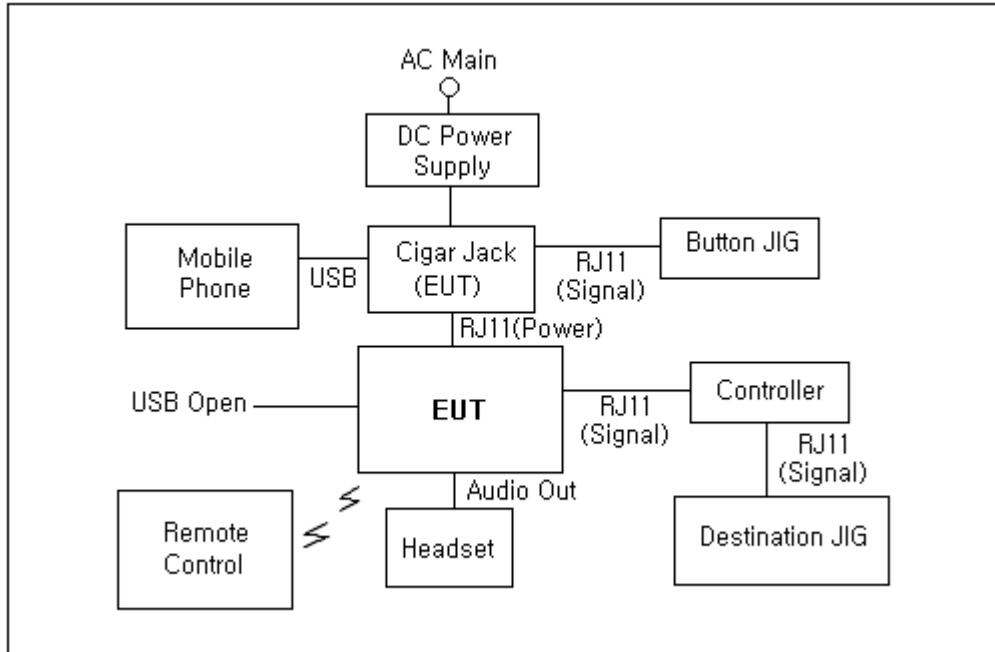 AC Main
DC Power
Supply
Mobile
Phone
USB
Cigar Jack
(EUT)
RJ11
(Signal)
Button JIG
RJ11(Power)
USB Open
EUT
RJ11
(Signal)
Controller
RJ11
(Signal)
Audio Out
Remote
Control
Headset
Destination JIG